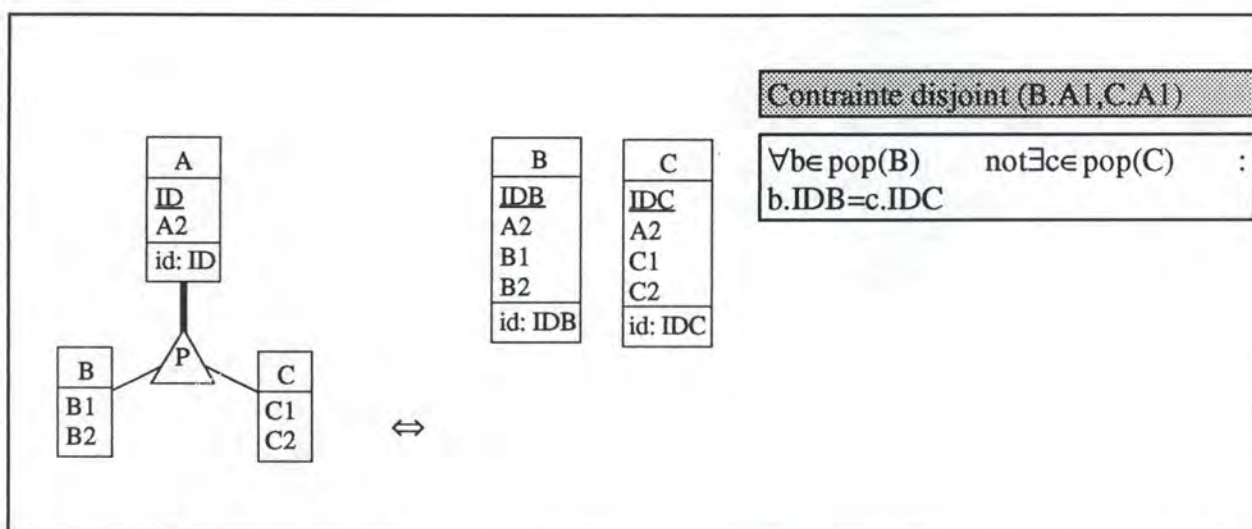 Contrainte disjoint (B.A1,C.A1)
∀b∈pop(B) not∃c∈pop(C) :
b.IDB=c.IDC
A
ID
A2
id: ID
P
B
B1
B2
C
C1
C2
⇔
B
IDB
A2
B1
B2
id: IDB
C
IDC
A2
C1
C2
id: IDC